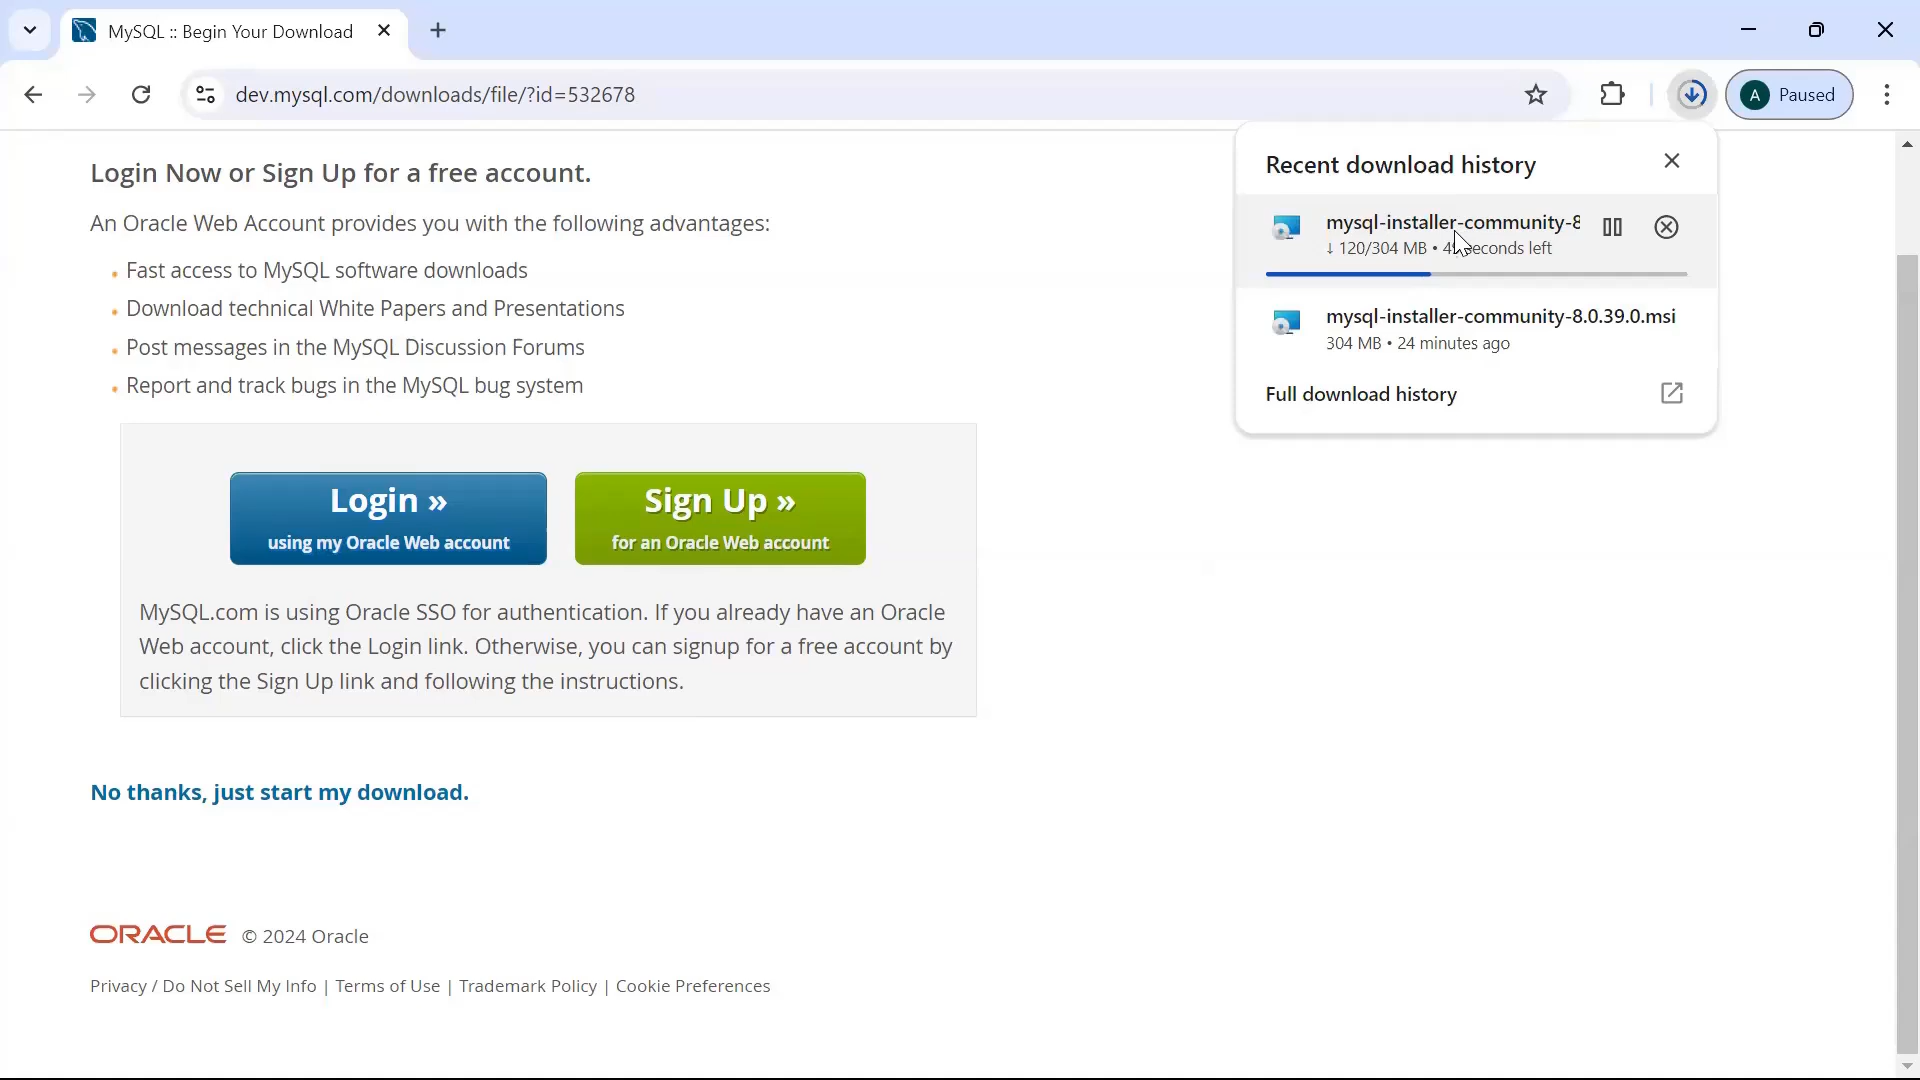 MySQL :: Begin Your Download
dev.mysql.com/downloads/file/?id=532678
A Paused
Login Now or Sign Up for a free account.
An Oracle Web Account provides you with the following advantages:
Fast access to MySQL software downloads
Download technical White Papers and Presentations
Post messages in the MySQL Discussion Forums
Report and track bugs in the MySQL bug system
Login »
using my Oracle Web account
Sign Up »
for an Oracle Web account
MySQL.com is using Oracle SSO for authentication. If you already have an Oracle
Web account, click the Login link. Otherwise, you can signup for a free account by
clicking the Sign Up link and following the instructions.
No thanks, just start my download.
ORACLE © 2024 Oracle
Privacy / Do Not Sell My Info | Terms of Use | Trademark Policy | Cookie Preferences
Recent download history
mysql-installer-community-8
↓ 120/304 MB • left
mysql-installer-community-8.0.39.0.msi
304 MB • 24 minutes ago
Full download history